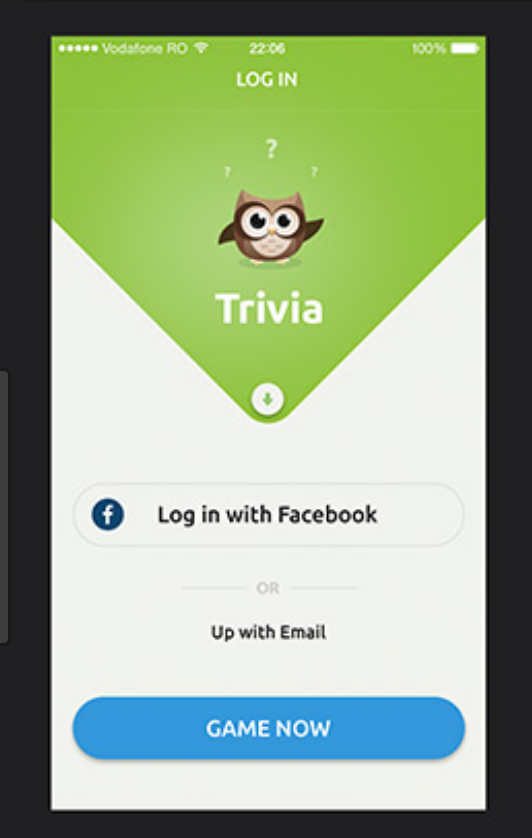 Vodafone RO 22:06 100%
LOG IN
?
? ?
Trivia
f Log in with Facebook
OR
Up with Email
GAME NOW